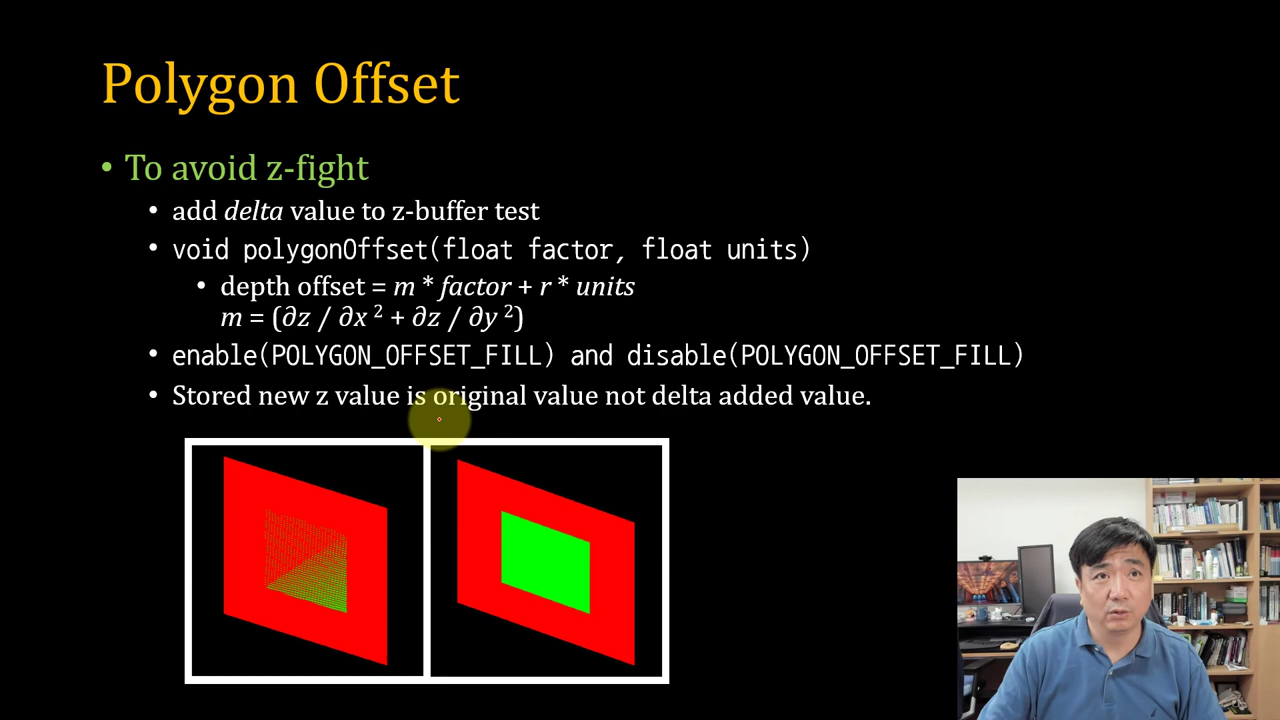 Polygon Offset
• To avoid z-fight
• add delta value to z-buffer test
• void polygonOffset(float factor, float units)
• depth offset = m * factor + r * units
m = (∂z / ∂x ² + ∂z / ∂y ²)
• enable(POLYGON_OFFSET_FILL) and disable(POLYGON_OFFSET_FILL)
• Stored new z value is original value not delta added value.